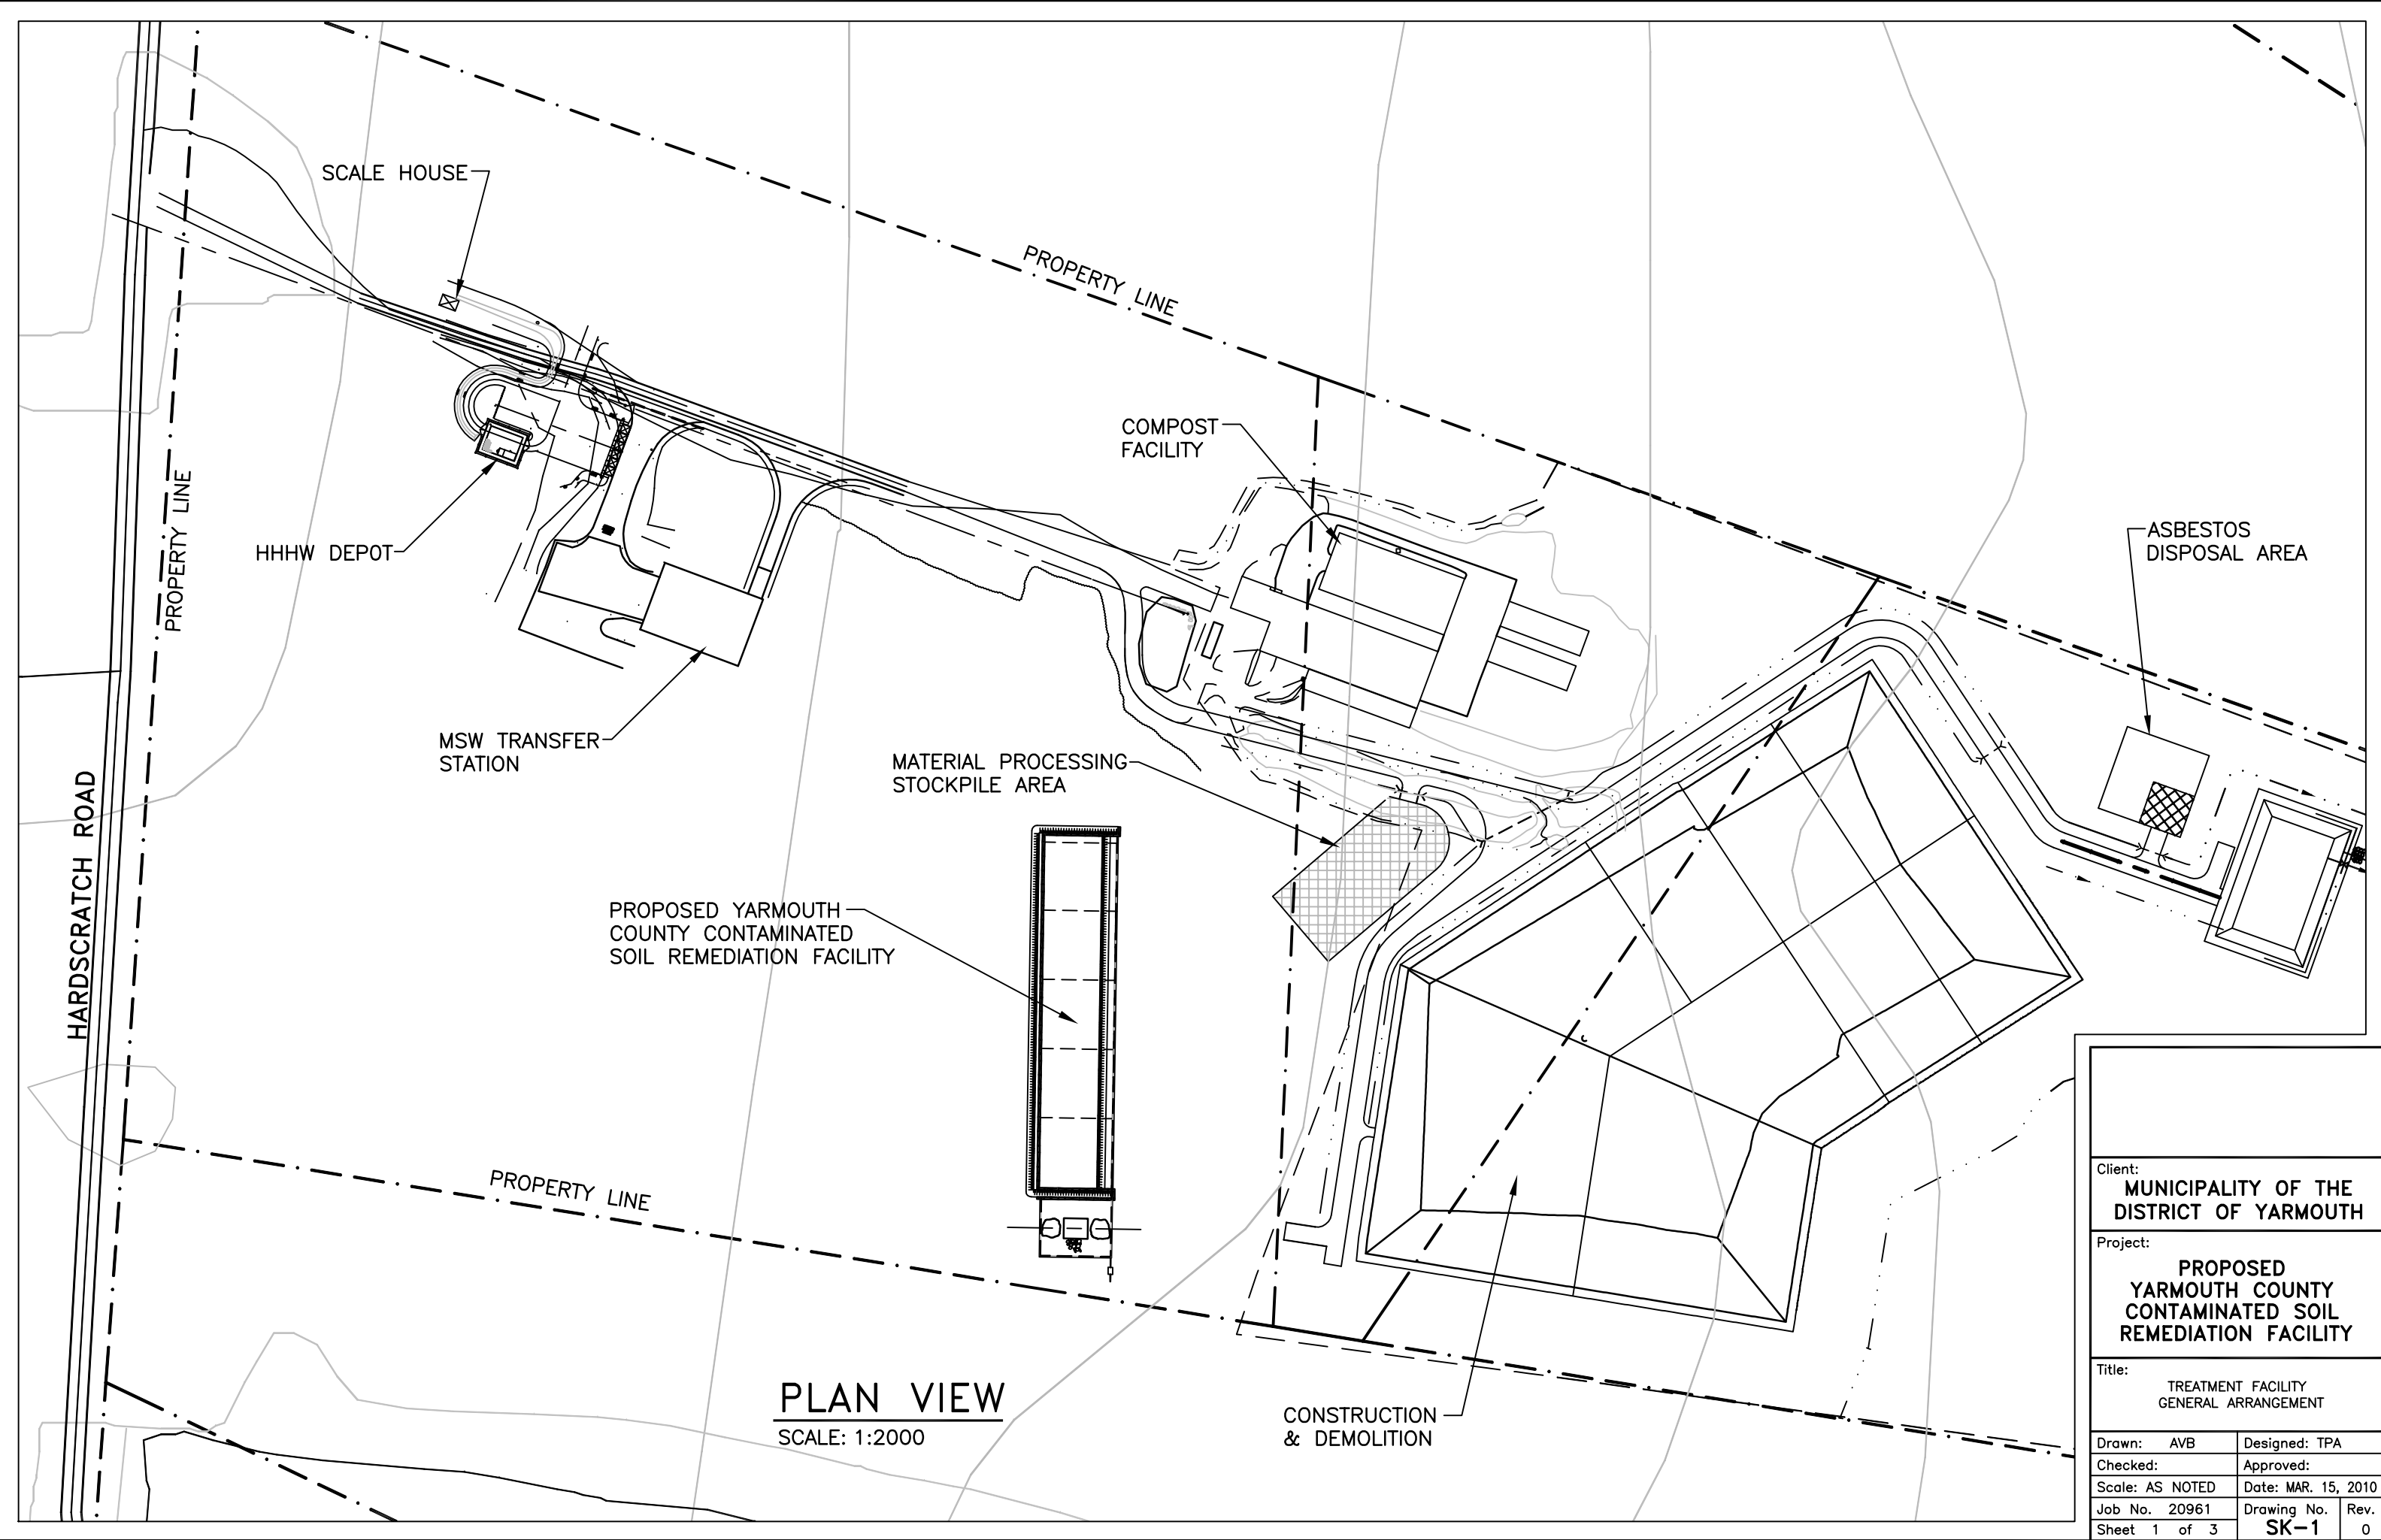 SCALE HOUSE
PROPERTY LINE
COMPOST
FACILITY
ASBESTOS
DISPOSAL AREA
HHHW DEPOT
PROPERTY LINE
MSW TRANSFER
STATION
MATERIAL PROCESSING
STOCKPILE AREA
HARDSCRATCH ROAD
PROPOSED YARMOUTH
COUNTY CONTAMINATED
SOIL REMEDIATION FACILITY
PROPERTY LINE
PLAN VIEW
SCALE: 1:2000
CONSTRUCTION
& DEMOLITION
Client:
MUNICIPALITY OF THE
DISTRICT OF YARMOUTH
Project:
PROPOSED
YARMOUTH COUNTY
CONTAMINATED SOIL
REMEDIATION FACILITY
Title:
TREATMENT FACILITY
GENERAL ARRANGEMENT
Drawn: AVB Designed: TPA
Checked: Approved:
Scale: AS NOTED Date: MAR. 15, 2010
Job No. 20961 Drawing No. Rev.
Sheet 1 of 3 SK-1 0